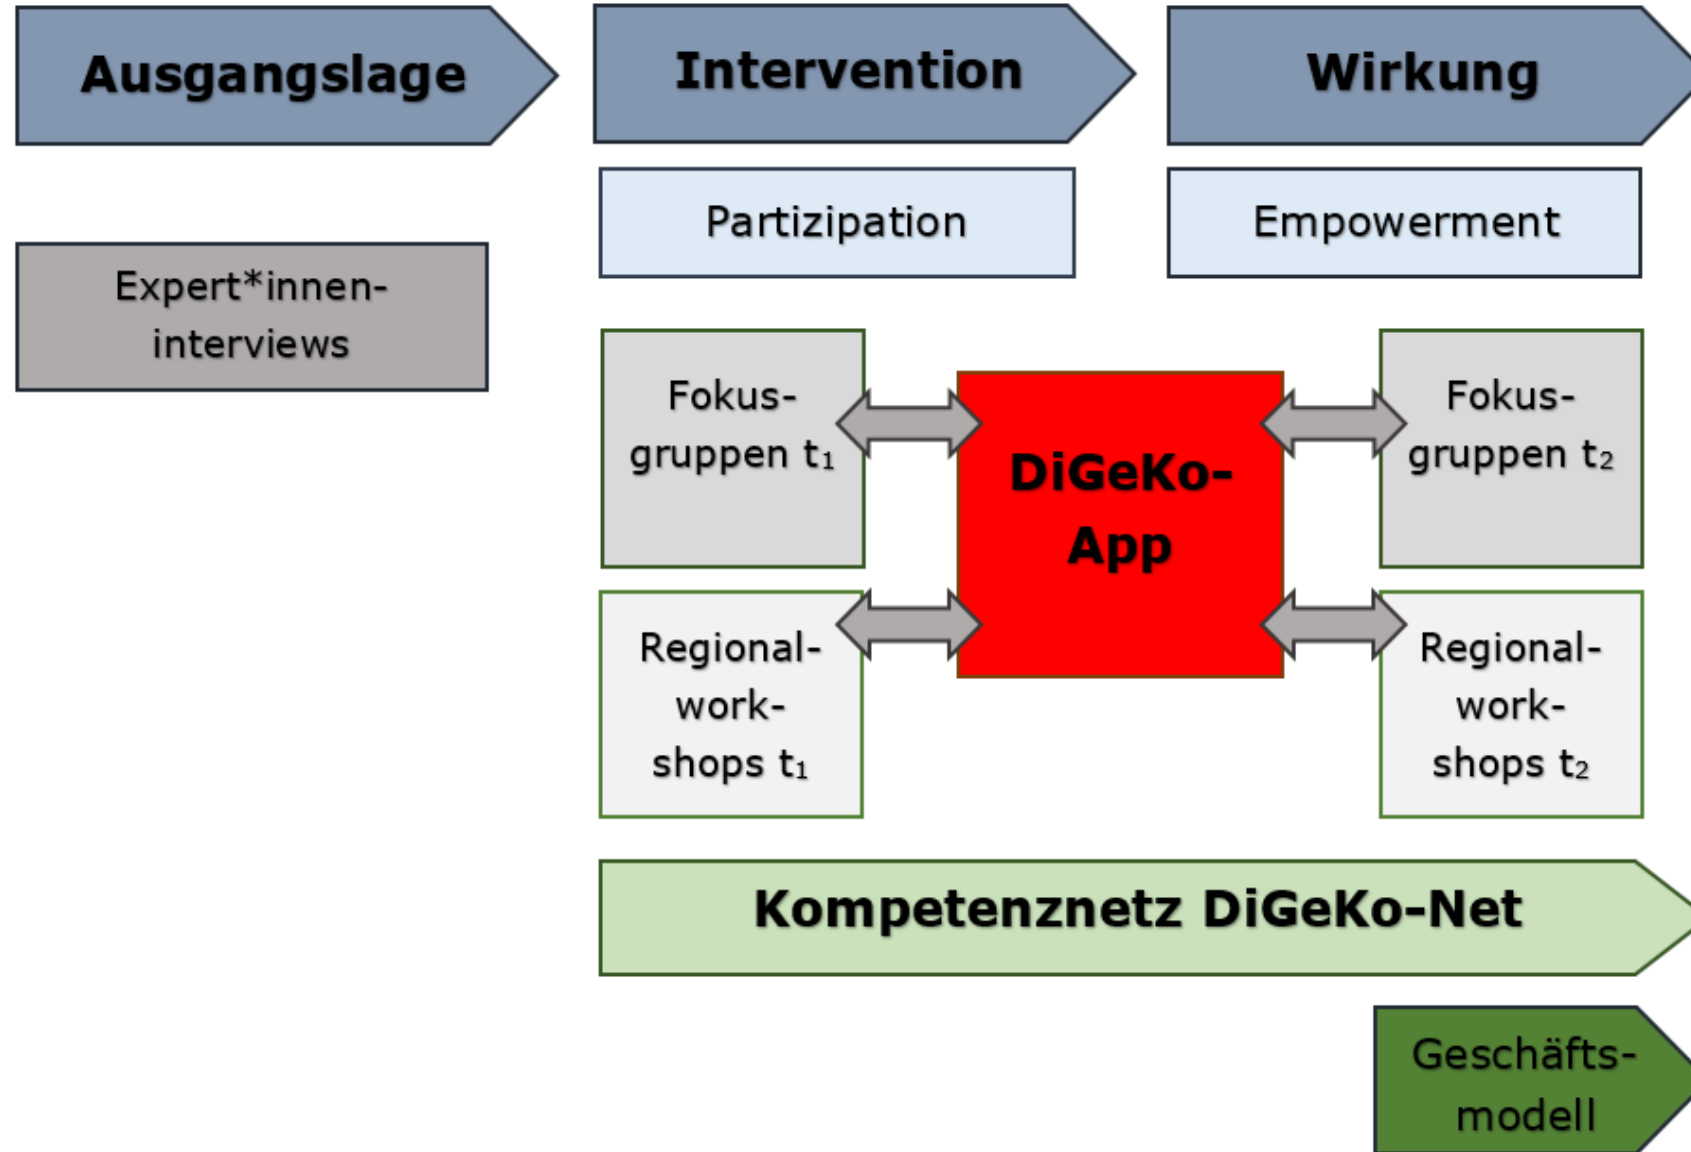 Ausgangslage
Intervention
Wirkung
Partizipation
Empowerment
Expert*innen-
interviews
Fokus-
gruppen t₁
DiGeKo-
App
Fokus-
gruppen t₂
Regional-
work-
shops t₁
Regional-
work-
shops t₂
Kompetenznetz DiGeKo-Net
Geschäfts-
modell